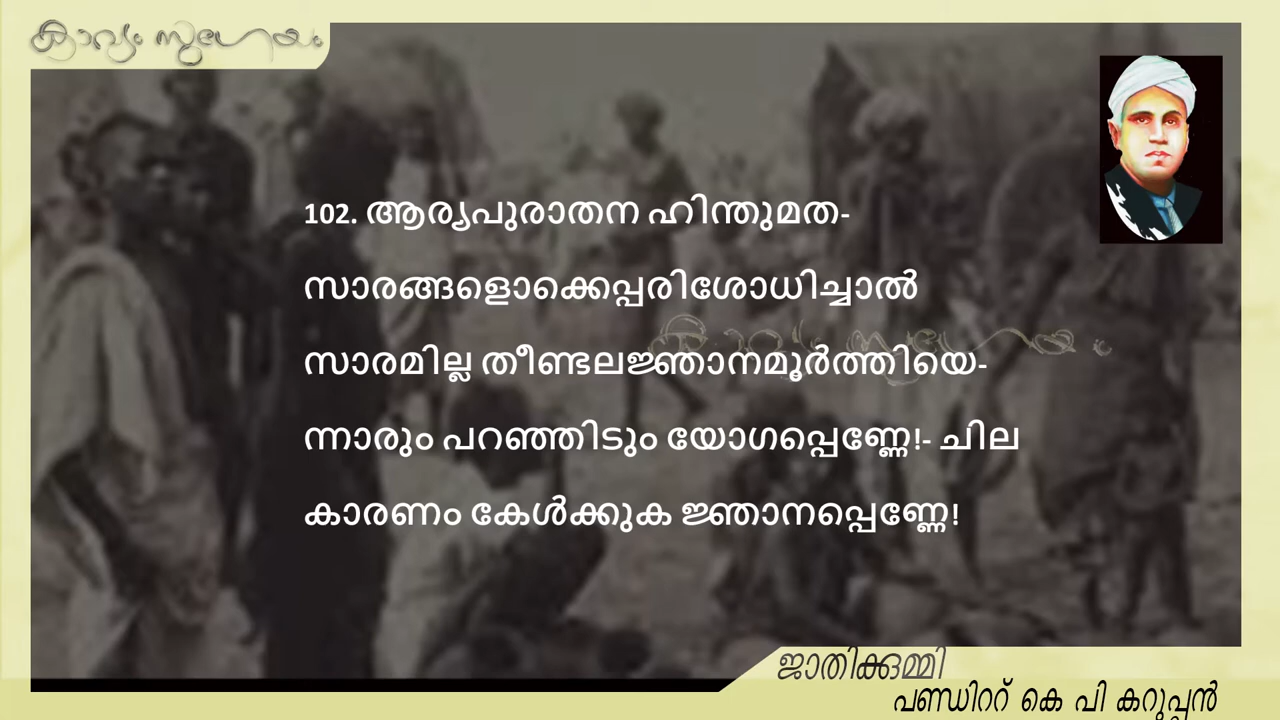 കാവ്യം സുഗേയം
102. ആര്യപുരാതന ഹിന്തുമത-
സാരങ്ങളൊക്കെപ്പരിശോധിച്ചാൽ
കാവ്യം സുഗേയം
സാരമില്ല തീണ്ടലജ്ഞാനമൂർത്തിയെ-
ന്നാരും പറഞ്ഞിടും യോഗപ്പെണ്ണേ!- ചില
കാരണം കേൾക്കുക ജ്ഞാനപ്പെണ്ണേ!
ജാതിക്കുമ്മി
പണ്ഡിററ് കെ പി കറുപ്പൻ